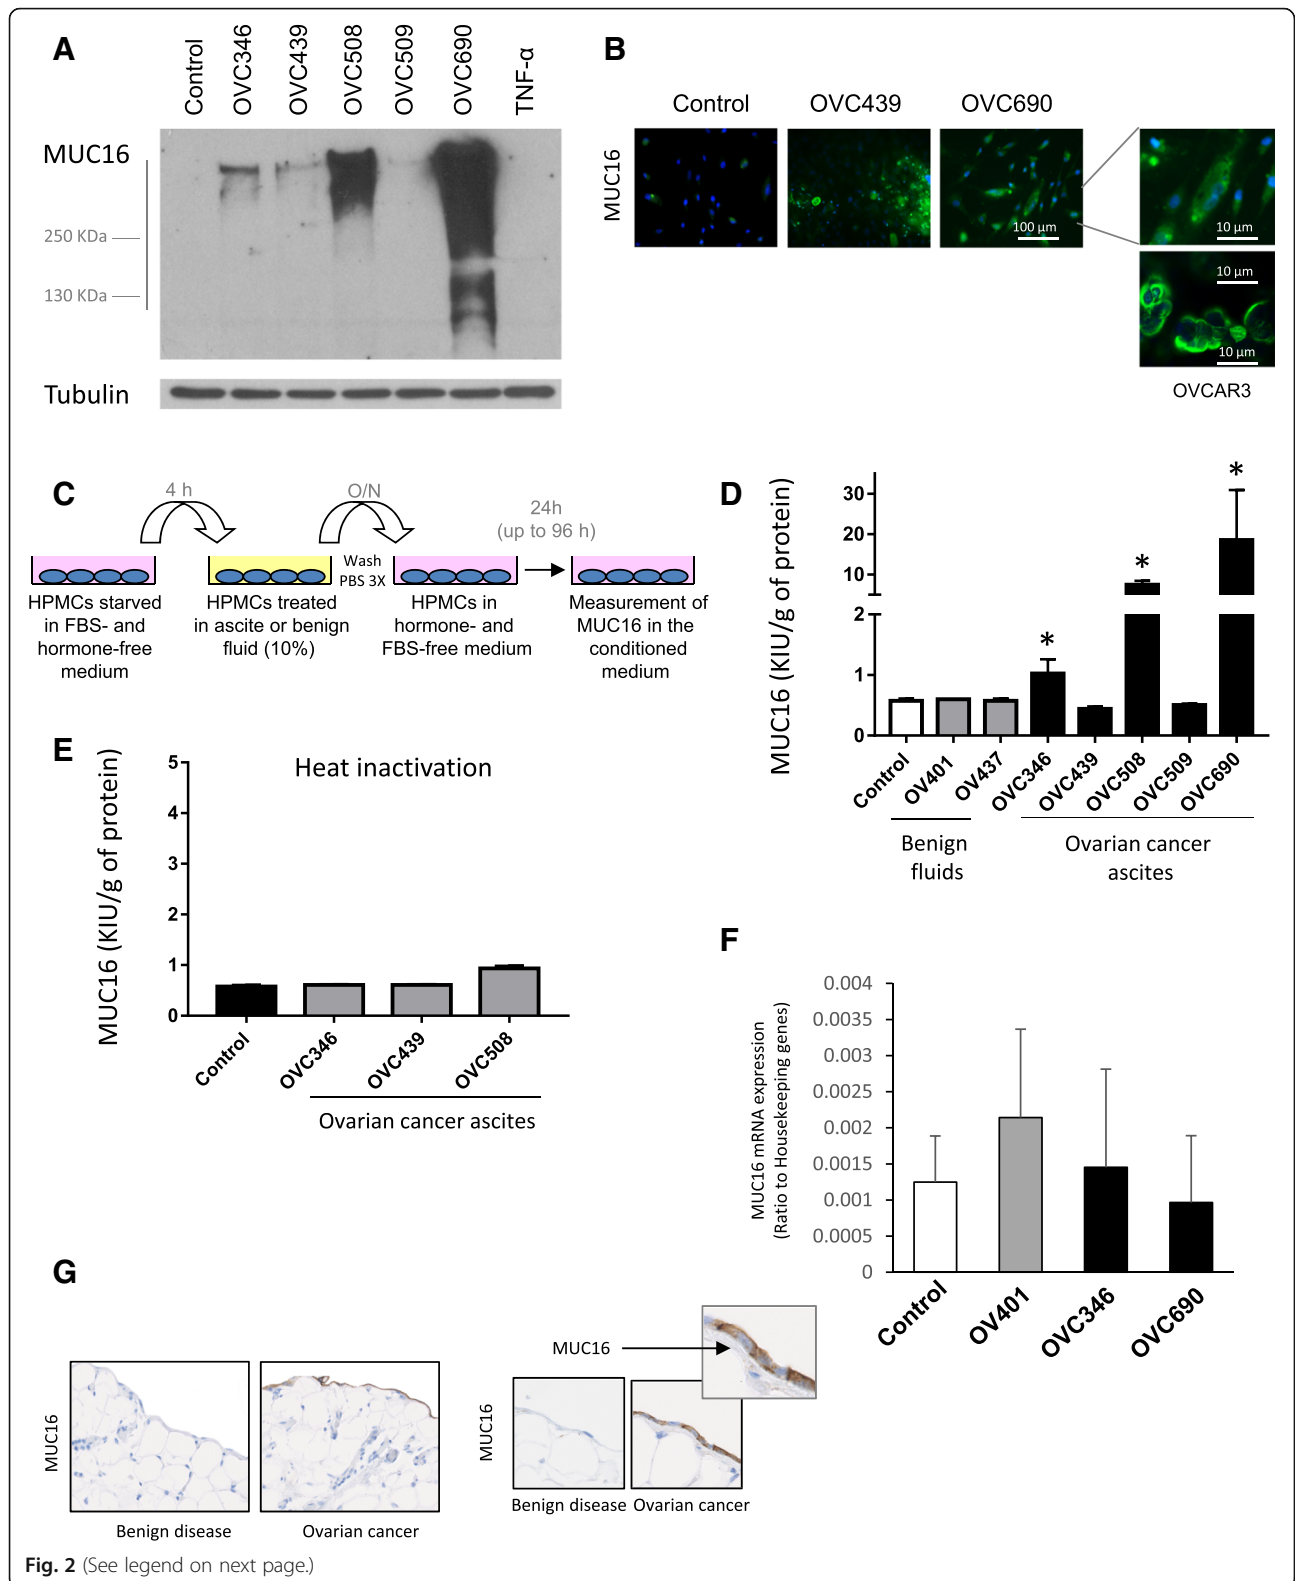 A
Control
OVC346
OVC439
OVC508
OVC509
OVC690
TNF-α
MUC16
250 KDa
130 KDa
Tubulin
B
Control
OVC439
OVC690
MUC16
100 µm
10 µm
10 µm
10 µm
OVCAR3
C
4 h
O/N
24h
(up to 96 h)
Wash
PBS 3X
HPMCs starved
in FBS- and
hormone-free
medium
HPMCs treated
in ascite or benign
fluid (10%)
HPMCs in
hormone- and
FBS-free medium
Measurement of
MUC16 in the
conditioned
medium
D
MUC16 (KIU/g of protein)
30
20
10
2
1
0
*
*
*
Control
OV401
OV437
OVC346
OVC439
OVC508
OVC509
OVC690
Benign
fluids
Ovarian cancer
ascites
E
Heat inactivation
MUC16 (KIU/g of protein)
5
4
3
2
1
0
Control
OVC346
OVC439
OVC508
Ovarian cancer ascites
F
MUC16 mRNA expression
(Ratio to Housekeeping genes)
0.004
0.0035
0.003
0.0025
0.002
0.0015
0.001
0.0005
0
Control
OV401
OVC346
OVC690
G
MUC16
Benign disease
Ovarian cancer
MUC16
MUC16
Benign disease
Ovarian cancer
Fig. 2 (See legend on next page.)